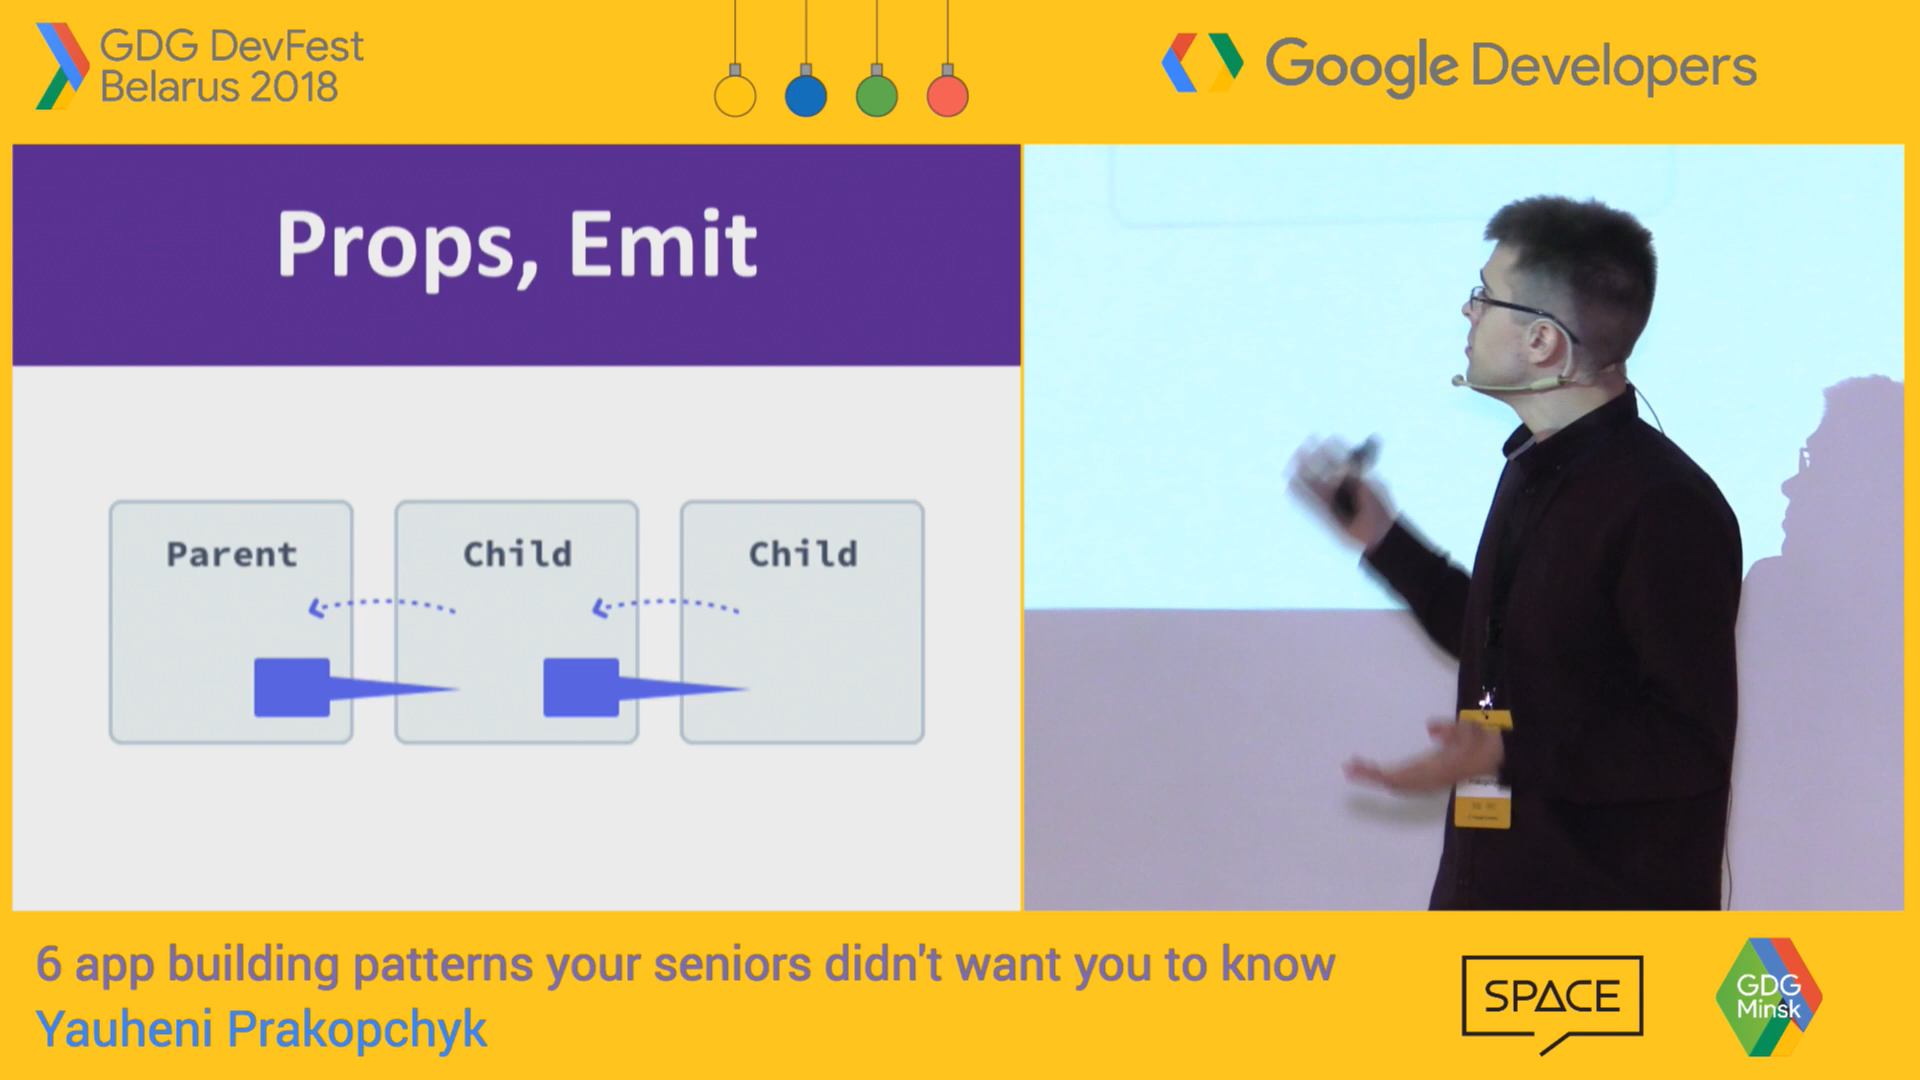 GDG DevFest
Belarus 2018
Google Developers
Props, Emit
Parent
Child
Child
6 app building patterns your seniors didn't want you to know
Yauheni Prakopchyk
SPACE
GDG
Minsk